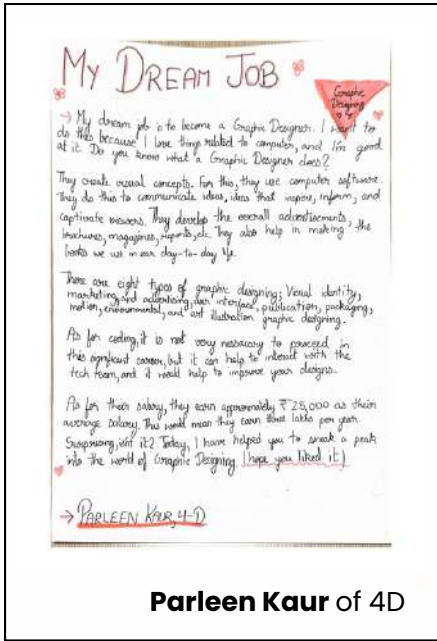 MY DREAM JOB
Graphic
Designing
→ My dream job is to become a Graphic Designer. I want to
do this because I love things related to computer, and I'm good
at it. Do you know what a Graphic Designer does?
They create visual concepts. For this, they use computer software.
They do this to communicate ideas, ideas that inspire, inform, and
captivate viewers. They develop the overall advertisements,
brochures, magazines, reports, etc. They also help in making the
books we use in our day-to-day life.
There are eight types of graphic designing; Visual identity,
marketing, and advertising, user interface, publication, packaging,
motion, environmental, and art illustration graphic designing.
As for coding, it is not very necessary to proceed in
this significant career, but it can help to interact with the
tech team, and it would help to improve your designs.
As for their salary, they earn approximately ₹25,000 as their
average salary. This would mean they earn three lakhs per year.
Surprising, isn't it? Today, I have helped you to sneak a peak
into the world of Graphic Designing. (hope you liked it)
→ PARLEEN KAUR, 4-D
Parleen Kaur of 4D